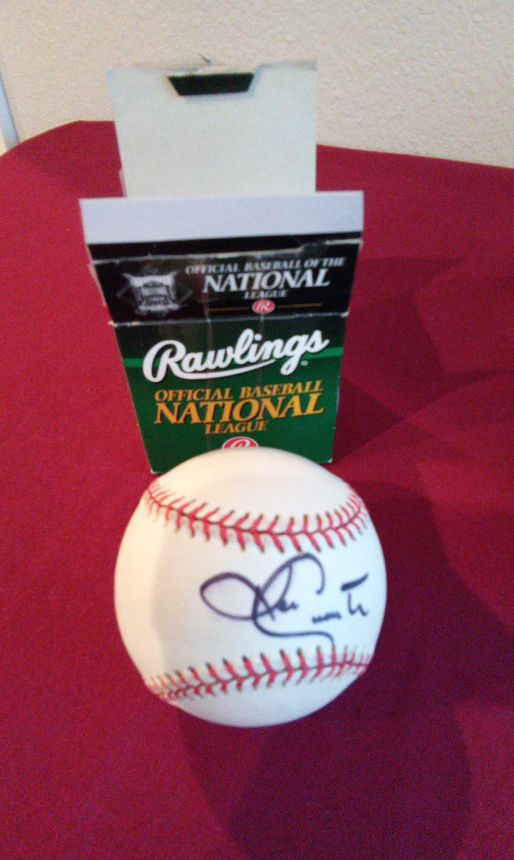 OFFICIAL BASEBALL OF THE
NATIONAL
LEAGUE
R
Rawlings
OFFICIAL BASEBALL
NATIONAL
LEAGUE
R